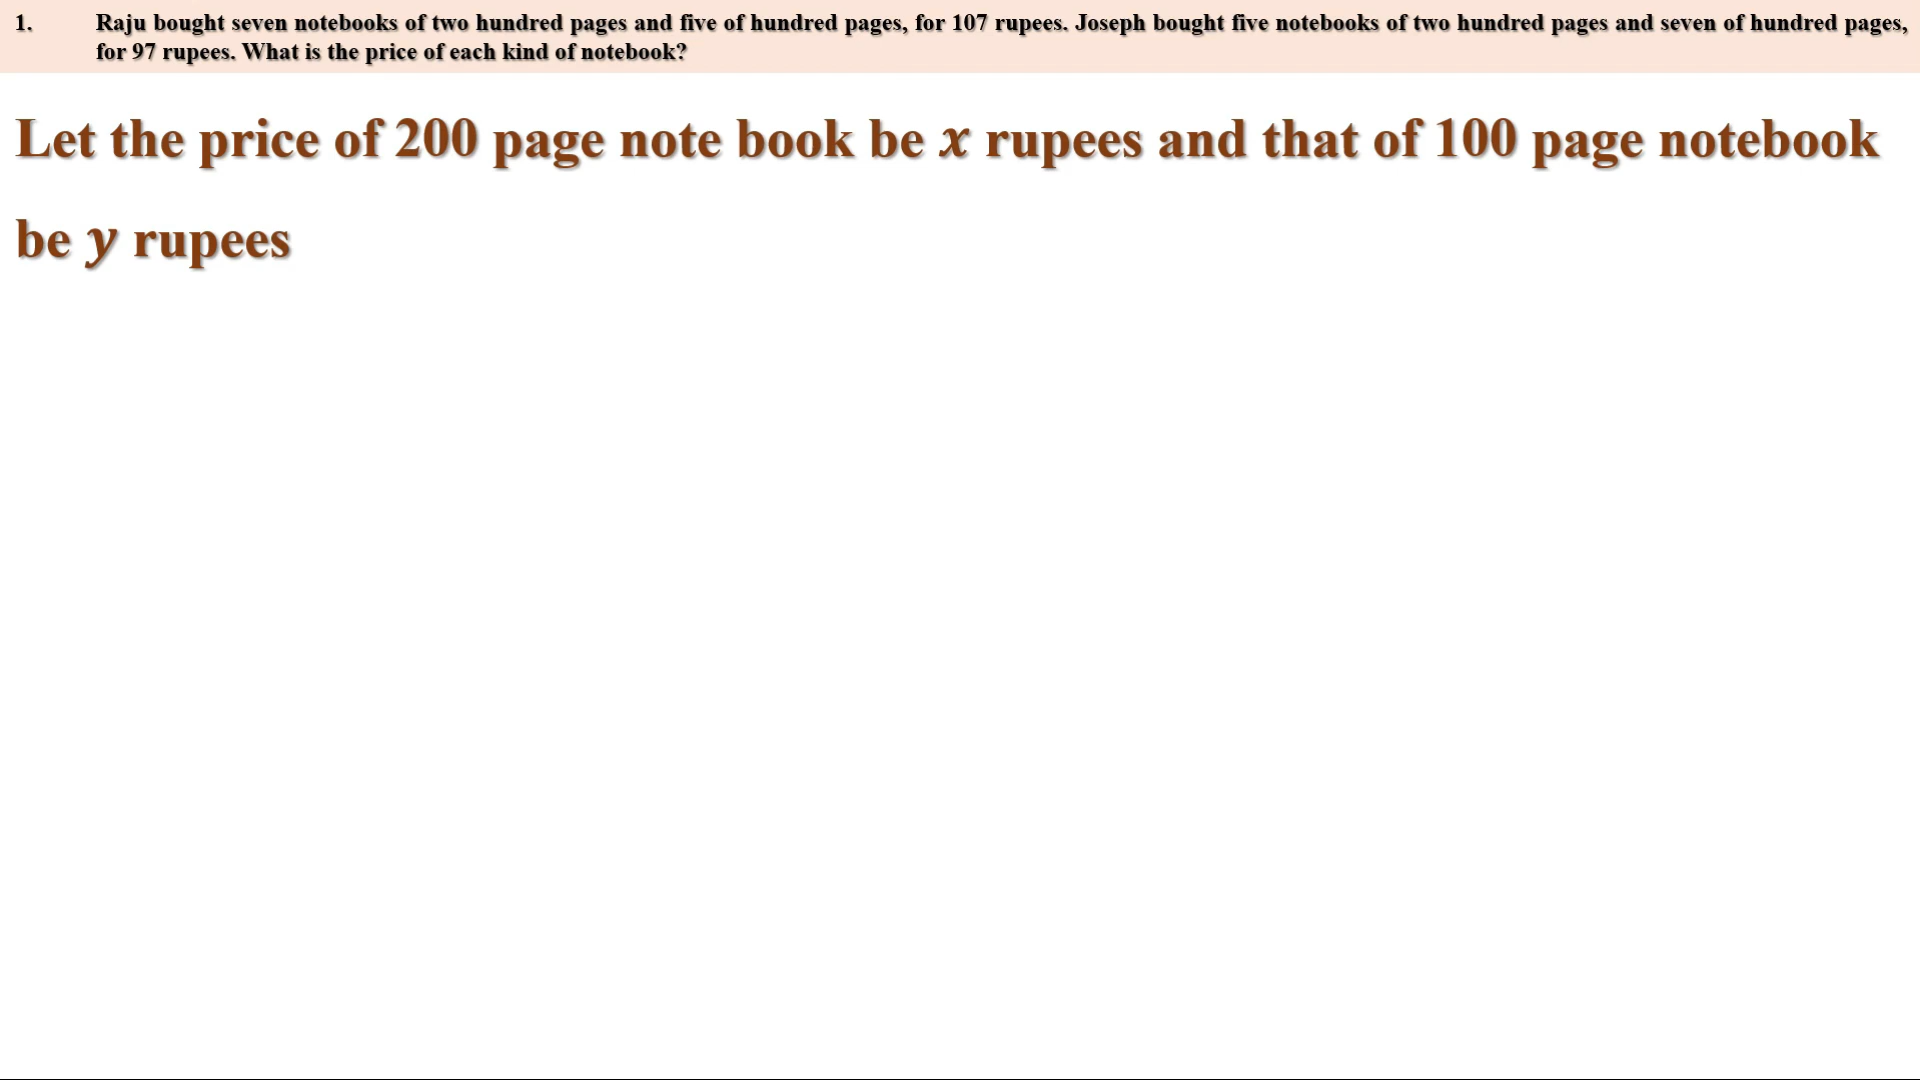 1. Raju bought seven notebooks of two hundred pages and five of hundred pages, for 107 rupees. Joseph bought five notebooks of two hundred pages and seven of hundred pages,
for 97 rupees. What is the price of each kind of notebook?
Let the price of 200 page note book be x rupees and that of 100 page notebook
be y rupees